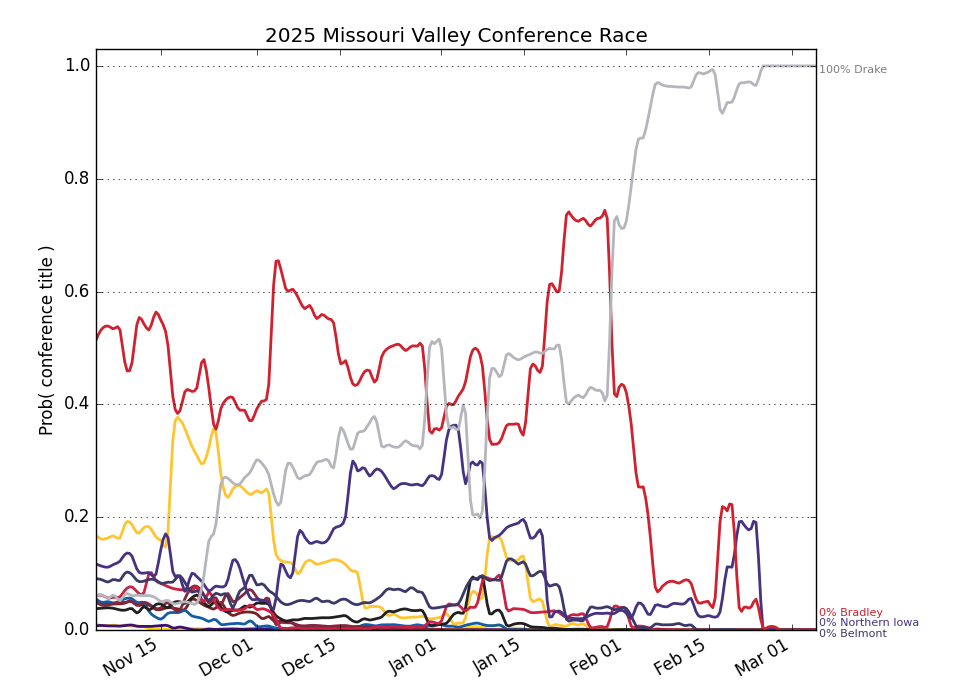 2025 Missouri Valley Conference Race
Prob( conference title )
1.0
0.8
0.6
0.4
0.2
0.0
Nov 15
Dec 01
Dec 15
Jan 01
Jan 15
Feb 01
Feb 15
Mar 01
100% Drake
0% Bradley
0% Northern Iowa
0% Belmont